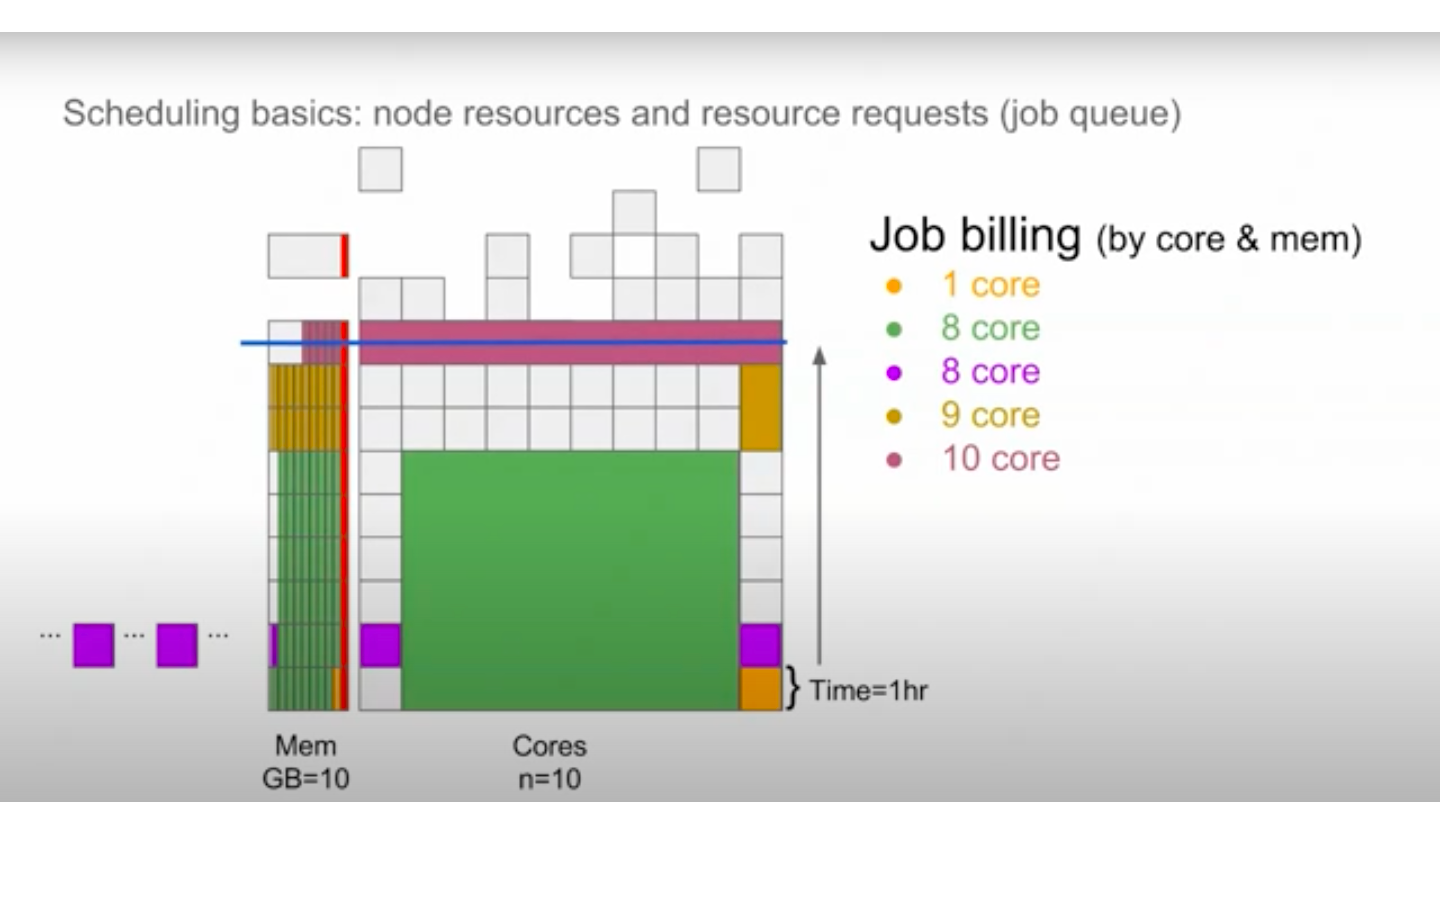 Scheduling basics: node resources and resource requests (job queue)
Job billing (by core & mem)
• 1 core
• 8 core
• 8 core
• 9 core
• 10 core
... ... ...
} Time=1hr
Mem
GB=10
Cores
n=10